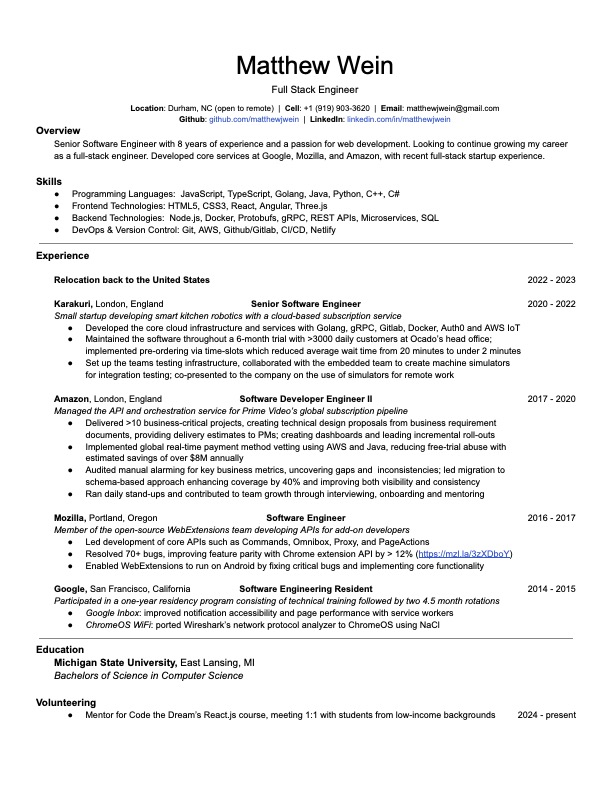 Matthew Wein
Full Stack Engineer
Location: Durham, NC (open to remote) | Cell: +1 (919) 903-3620 | Email: matthewjwein@gmail.com
Github: github.com/matthewjwein | LinkedIn: linkedin.com/in/matthewjwein
Overview
Senior Software Engineer with 8 years of experience and a passion for web development. Looking to continue growing my career
as a full-stack engineer. Developed core services at Google, Mozilla, and Amazon, with recent full-stack startup experience.
Skills
● Programming Languages: JavaScript, TypeScript, Golang, Java, Python, C++, C#
● Frontend Technologies: HTML5, CSS3, React, Angular, Three.js
● Backend Technologies: Node.js, Docker, Protobufs, gRPC, REST APIs, Microservices, SQL
● DevOps & Version Control: Git, AWS, Github/Gitlab, CI/CD, Netlify
Experience
Relocation back to the United States 2022 - 2023
Karakuri, London, England Senior Software Engineer 2020 - 2022
Small startup developing smart kitchen robotics with a cloud-based subscription service
● Developed the core cloud infrastructure and services with Golang, gRPC, Gitlab, Docker, Auth0 and AWS IoT
● Maintained the software throughout a 6-month trial with >3000 daily customers at Ocado's head office;
implemented pre-ordering via time-slots which reduced average wait time from 20 minutes to under 2 minutes
● Set up the teams testing infrastructure, collaborated with the embedded team to create machine simulators
for integration testing; co-presented to the company on the use of simulators for remote work
Amazon, London, England Software Developer Engineer II 2017 - 2020
Managed the API and orchestration service for Prime Video's global subscription pipeline
● Delivered >10 business-critical projects, creating technical design proposals from business requirement
documents, providing delivery estimates to PMs; creating dashboards and leading incremental roll-outs
● Implemented global real-time payment method vetting using AWS and Java, reducing free-trial abuse with
estimated savings of over $8M annually
● Audited manual alarming for key business metrics, uncovering gaps and inconsistencies; led migration to
schema-based approach enhancing coverage by 40% and improving both visibility and consistency
● Ran daily stand-ups and contributed to team growth through interviewing, onboarding and mentoring
Mozilla, Portland, Oregon Software Engineer 2016 - 2017
Member of the open-source WebExtensions team developing APIs for add-on developers
● Led development of core APIs such as Commands, Omnibox, Proxy, and PageActions
● Resolved 70+ bugs, improving feature parity with Chrome extension API by > 12% (https://mzl.la/3zXDboY)
● Enabled WebExtensions to run on Android by fixing critical bugs and implementing core functionality
Google, San Francisco, California Software Engineering Resident 2014 - 2015
Participated in a one-year residency program consisting of technical training followed by two 4.5 month rotations
● Google Inbox: improved notification accessibility and page performance with service workers
● ChromeOS WiFi: ported Wireshark's network protocol analyzer to ChromeOS using NaCl
Education
Michigan State University, East Lansing, MI
Bachelors of Science in Computer Science
Volunteering
● Mentor for Code the Dream's React.js course, meeting 1:1 with students from low-income backgrounds 2024 - present